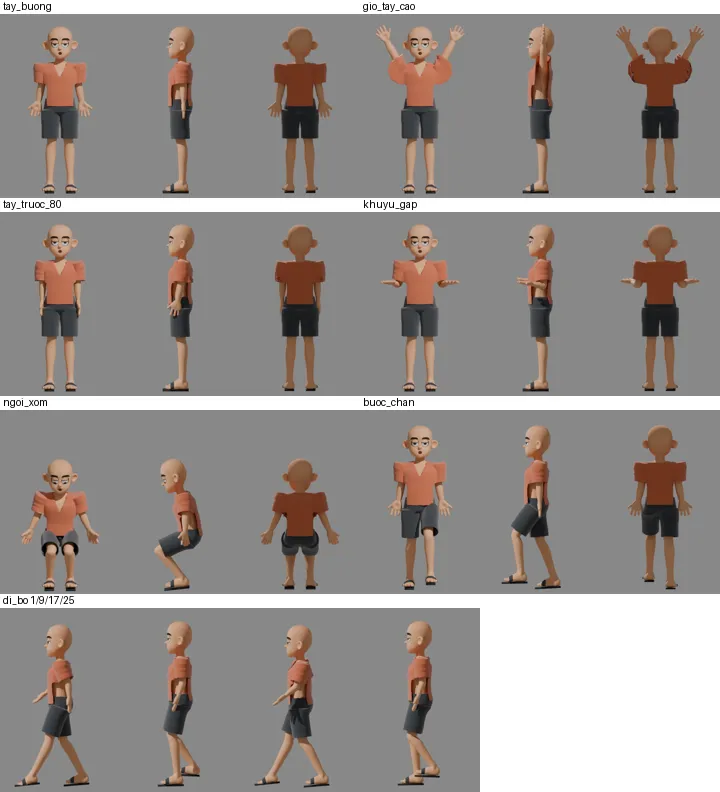 tay_buong
gio_tay_cao
tay_truoc_80
khuyu_gap
ngoi_xom
buoc_chan
di_bo 1/9/17/25